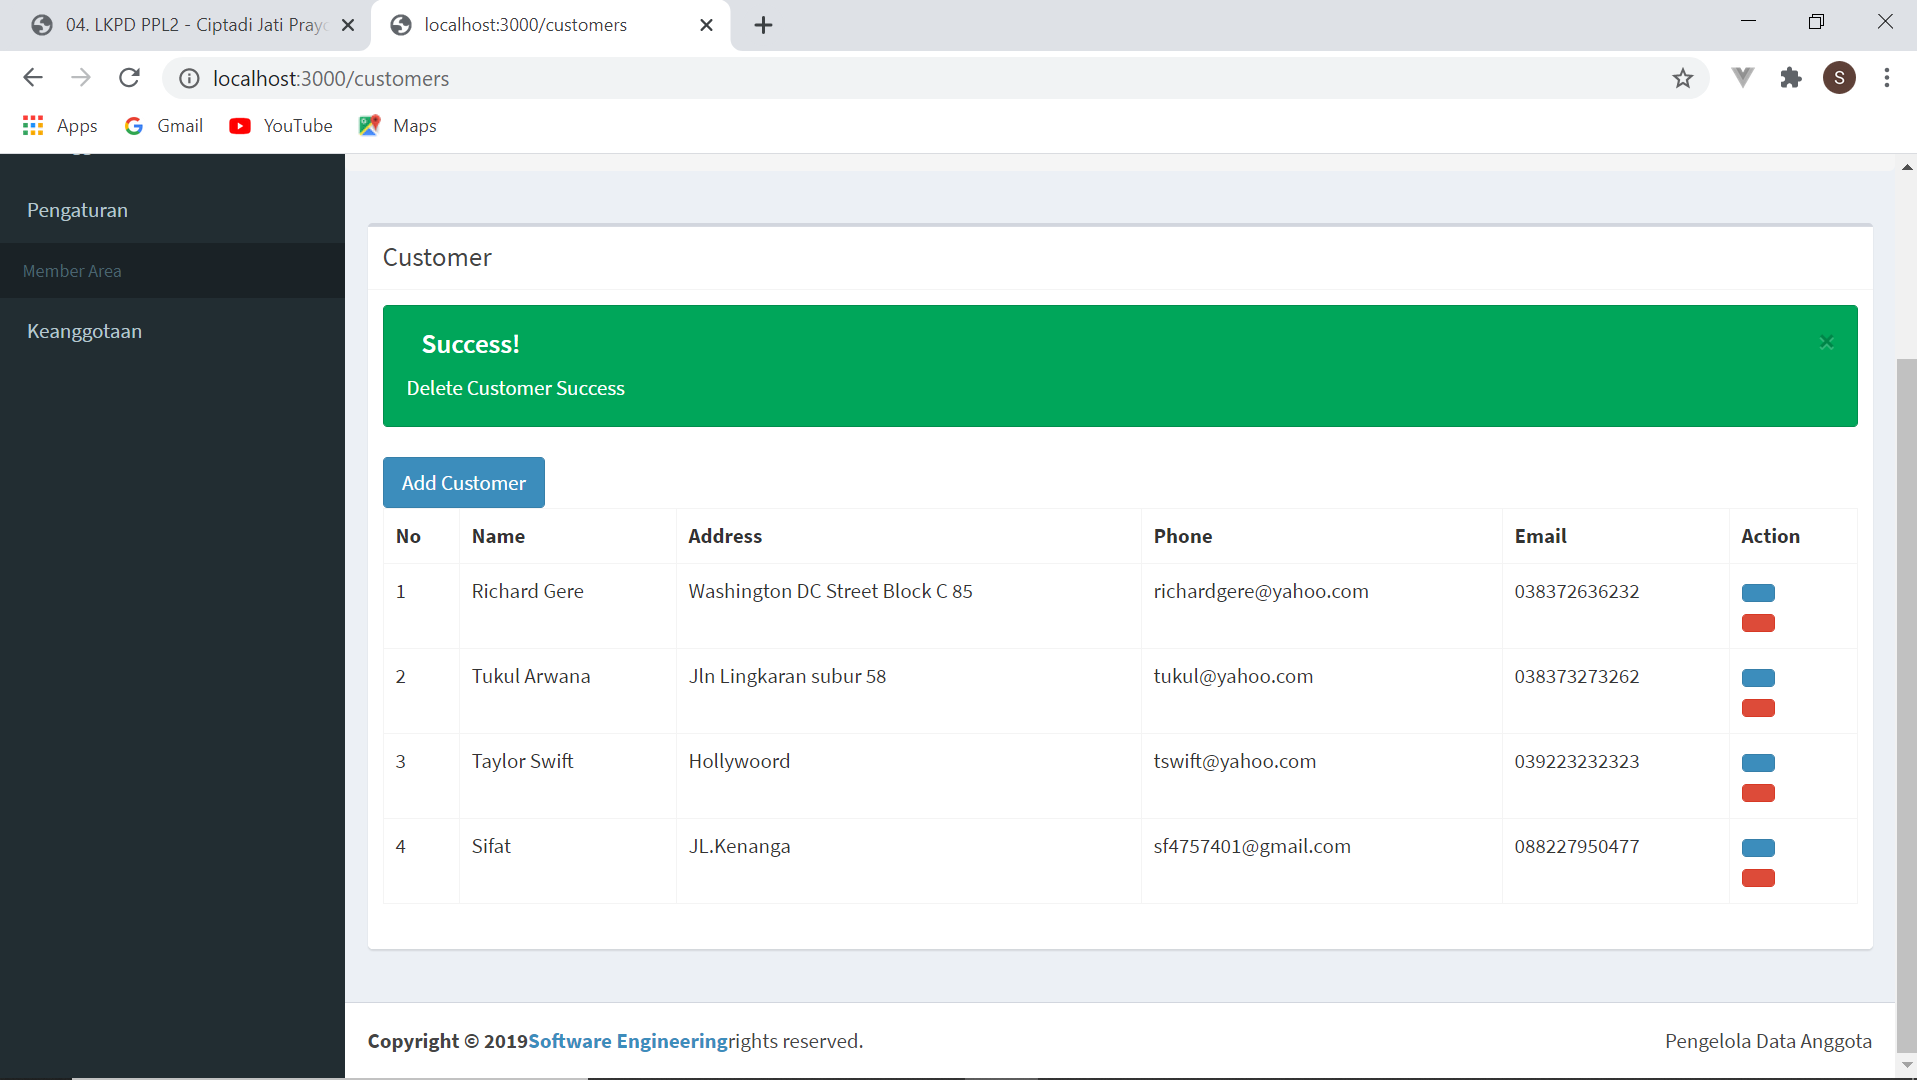 04. LKPD PPL2 - Ciptadi Jati Pray
localhost:3000/customers
localhost:3000/customers
S
Apps
Gmail
YouTube
Maps
Pengaturan
Member Area
Keanggotaan
Customer
Success!
×
Delete Customer Success
Add Customer
No Name Address Phone Email Action
1 Richard Gere Washington DC Street Block C 85 richardgere@yahoo.com 038372636232
2 Tukul Arwana Jln Lingkaran subur 58 tukul@yahoo.com 038373273262
3 Taylor Swift Hollywoord tswift@yahoo.com 039223232323
4 Sifat JL.Kenanga sf4757401@gmail.com 088227950477
Copyright © 2019Software Engineeringrights reserved.
Pengelola Data Anggota